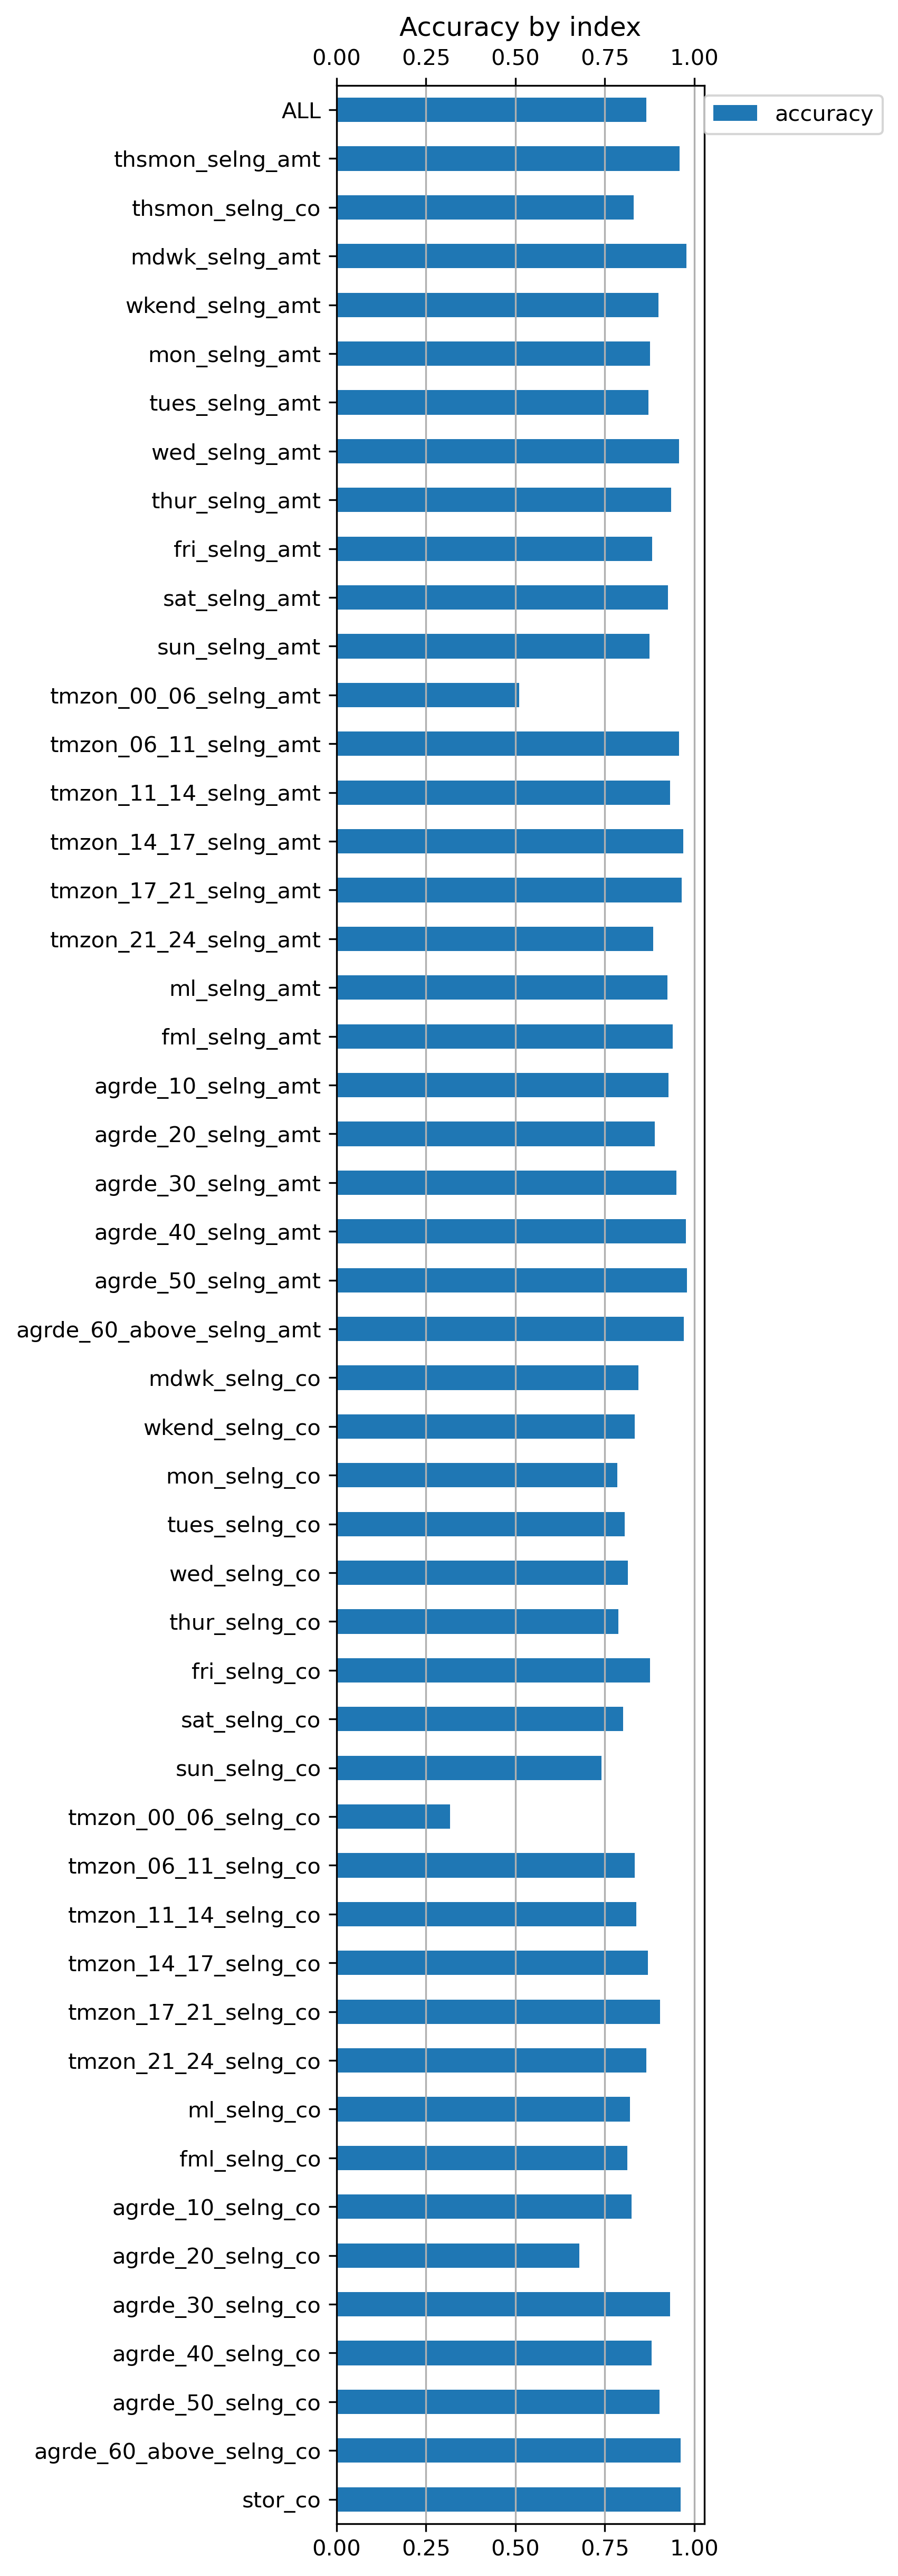 Accuracy by index
0.00 0.25 0.50 0.75 1.00
accuracy
ALL
thsmon_selng_amt
thsmon_selng_co
mdwk_selng_amt
wkend_selng_amt
mon_selng_amt
tues_selng_amt
wed_selng_amt
thur_selng_amt
fri_selng_amt
sat_selng_amt
sun_selng_amt
tmzon_00_06_selng_amt
tmzon_06_11_selng_amt
tmzon_11_14_selng_amt
tmzon_14_17_selng_amt
tmzon_17_21_selng_amt
tmzon_21_24_selng_amt
ml_selng_amt
fml_selng_amt
agrde_10_selng_amt
agrde_20_selng_amt
agrde_30_selng_amt
agrde_40_selng_amt
agrde_50_selng_amt
agrde_60_above_selng_amt
mdwk_selng_co
wkend_selng_co
mon_selng_co
tues_selng_co
wed_selng_co
thur_selng_co
fri_selng_co
sat_selng_co
sun_selng_co
tmzon_00_06_selng_co
tmzon_06_11_selng_co
tmzon_11_14_selng_co
tmzon_14_17_selng_co
tmzon_17_21_selng_co
tmzon_21_24_selng_co
ml_selng_co
fml_selng_co
agrde_10_selng_co
agrde_20_selng_co
agrde_30_selng_co
agrde_40_selng_co
agrde_50_selng_co
agrde_60_above_selng_co
stor_co
0.00 0.25 0.50 0.75 1.00